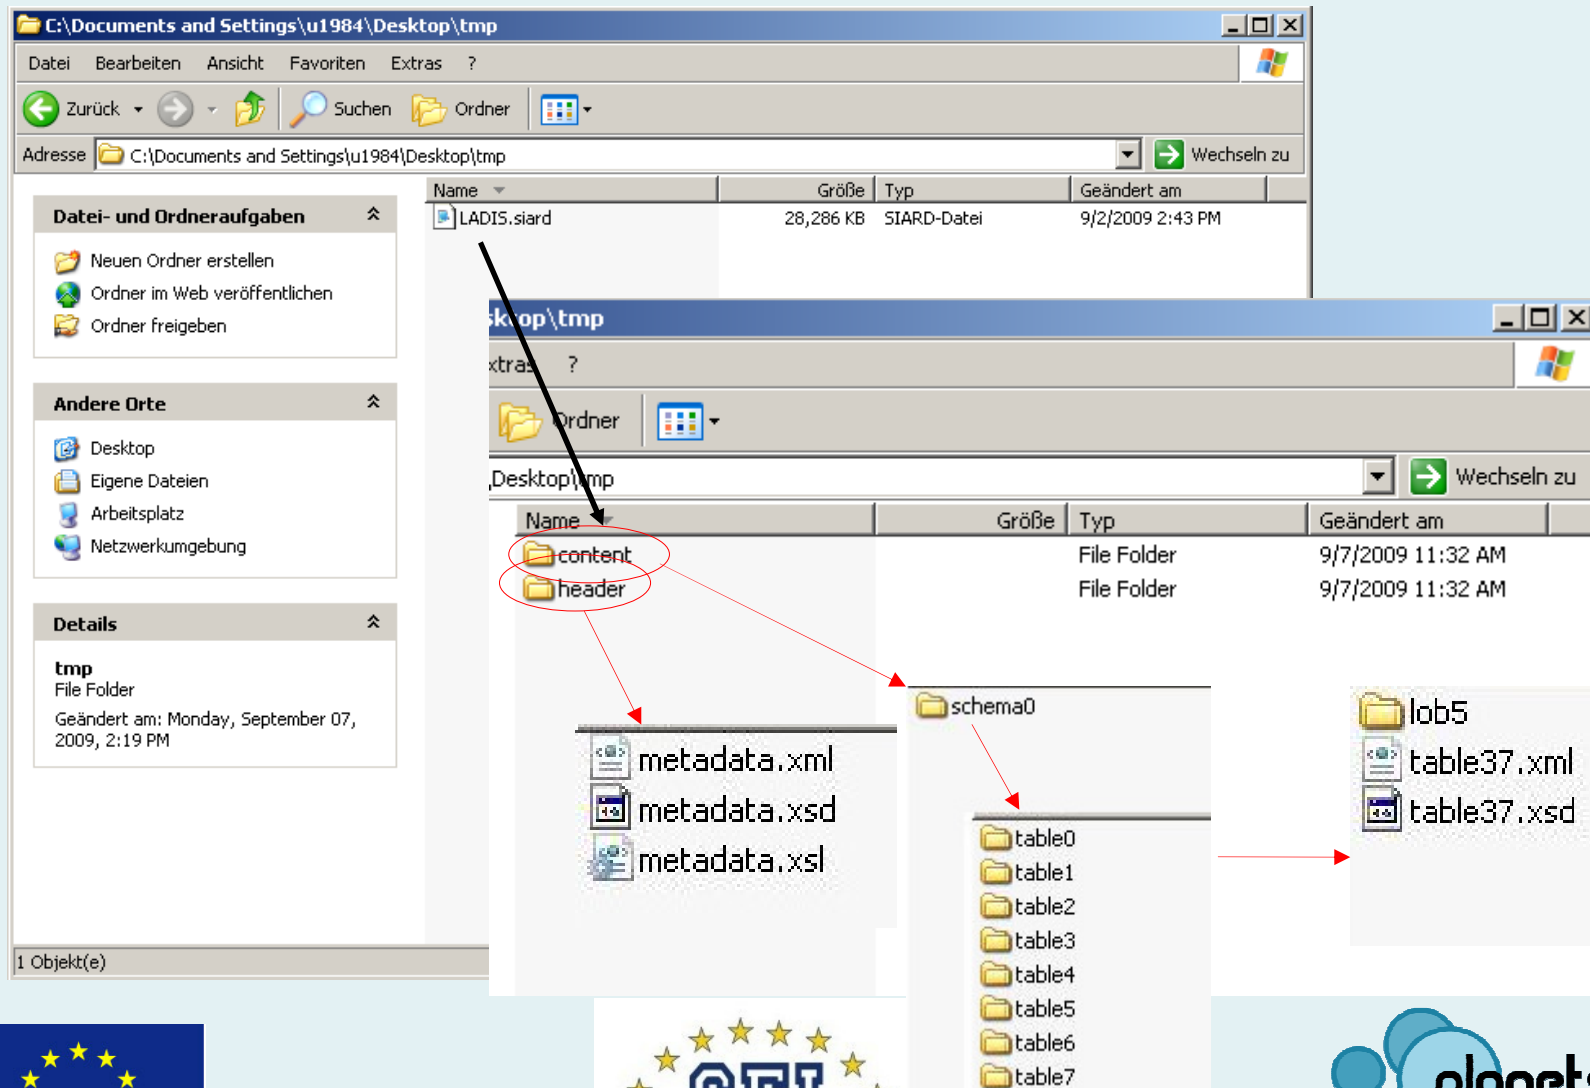 C:\Documents and Settings\u1984\Desktop\tmp
Datei Bearbeiten Ansicht Favoriten Extras ?
Zurück Suchen Ordner
Adresse C:\Documents and Settings\u1984\Desktop\tmp Wechseln zu
Name Größe Typ Geändert am
LADIS.siard 28,286 KB SIARD-Datei 9/2/2009 2:43 PM
Datei- und Ordneraufgaben
Neuen Ordner erstellen
Ordner im Web veröffentlichen
Ordner freigeben
Andere Orte
Desktop
Eigene Dateien
Arbeitsplatz
Netzwerkumgebung
Details
tmp
File Folder
Geändert am: Monday, September 07,
2009, 2:19 PM
1 Objekt(e)
sktop\tmp
xtras ?
Ordner
\Desktop\tmp Wechseln zu
Name Größe Typ Geändert am
content File Folder 9/7/2009 11:32 AM
header File Folder 9/7/2009 11:32 AM
metadata.xml
metadata.xsd
metadata.xsl
schema0
table0
table1
table2
table3
table4
table5
table6
table7
lob5
table37.xml
table37.xsd